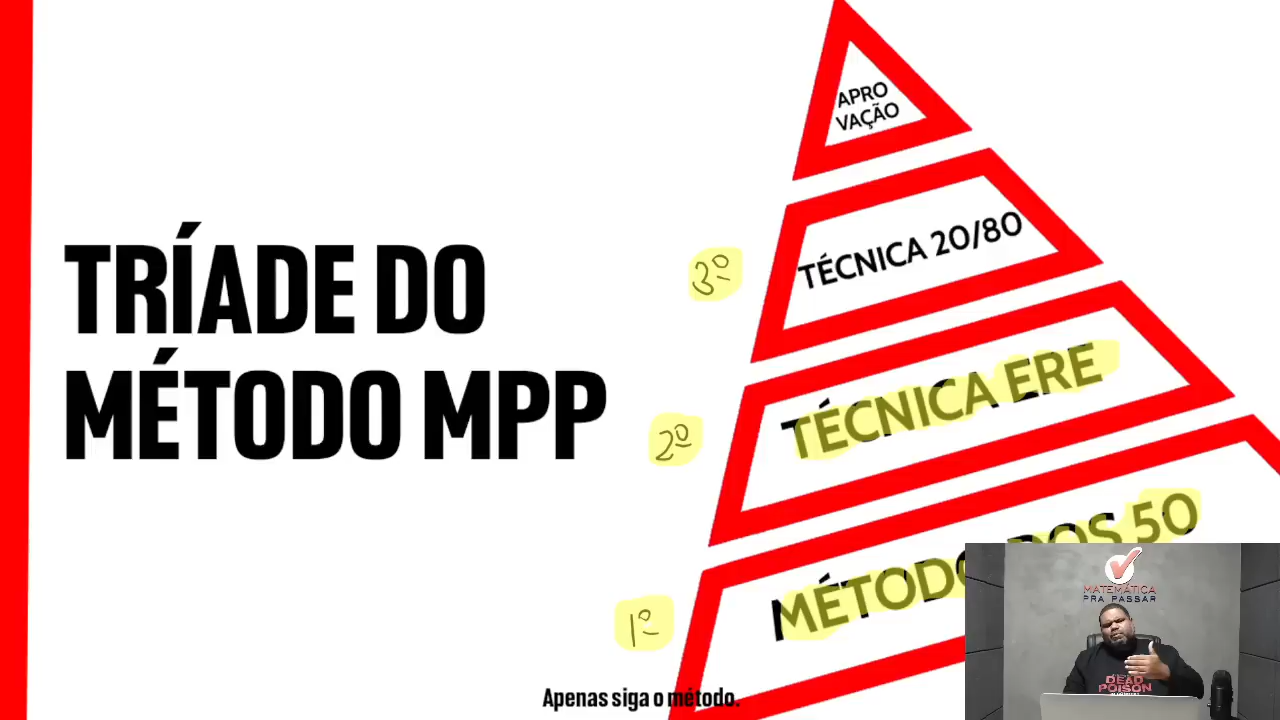 TRÍADE DO
MÉTODO MPP
APRO
VAÇÃO
3º
TÉCNICA 20/80
2º
TÉCNICA ERE
1º
MÉTODO DOS 50
Apenas siga o método.
MATEMÁTICA
PRA PASSAR
DEAD
POISON